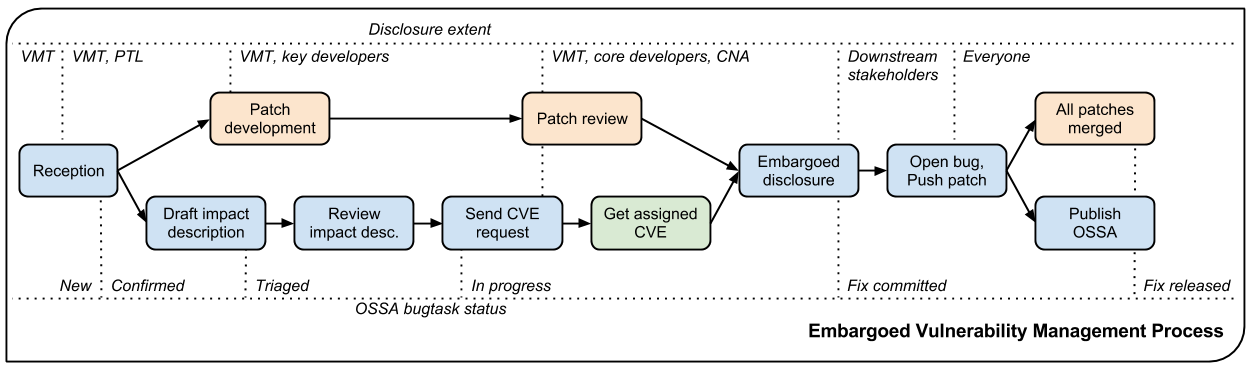 Disclosure extent
VMT
VMT, PTL
VMT, key developers
VMT, core developers, CNA
Downstream
stakeholders
Everyone
Patch
development
Patch review
All patches
merged
Reception
Embargoed
disclosure
Open bug,
Push patch
Draft impact
description
Review
impact desc.
Send CVE
request
Get assigned
CVE
Publish
OSSA
New
Confirmed
Triaged
In progress
Fix committed
Fix released
OSSA bugtask status
Embargoed Vulnerability Management Process